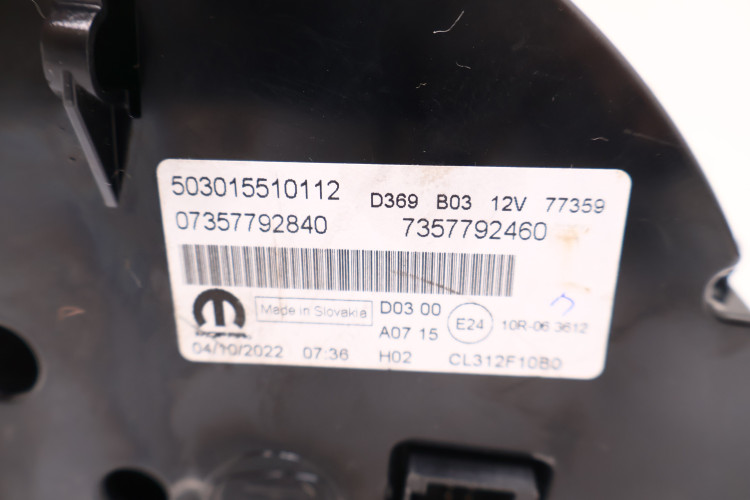 503015510112 D369 B03 12V 77359
07357792840 7357792460
Made in Slovakia D03 00 E24 10R-06 3612
A07 15
MOPAR
04/10/2022 07:36 H02 CL312F10B0